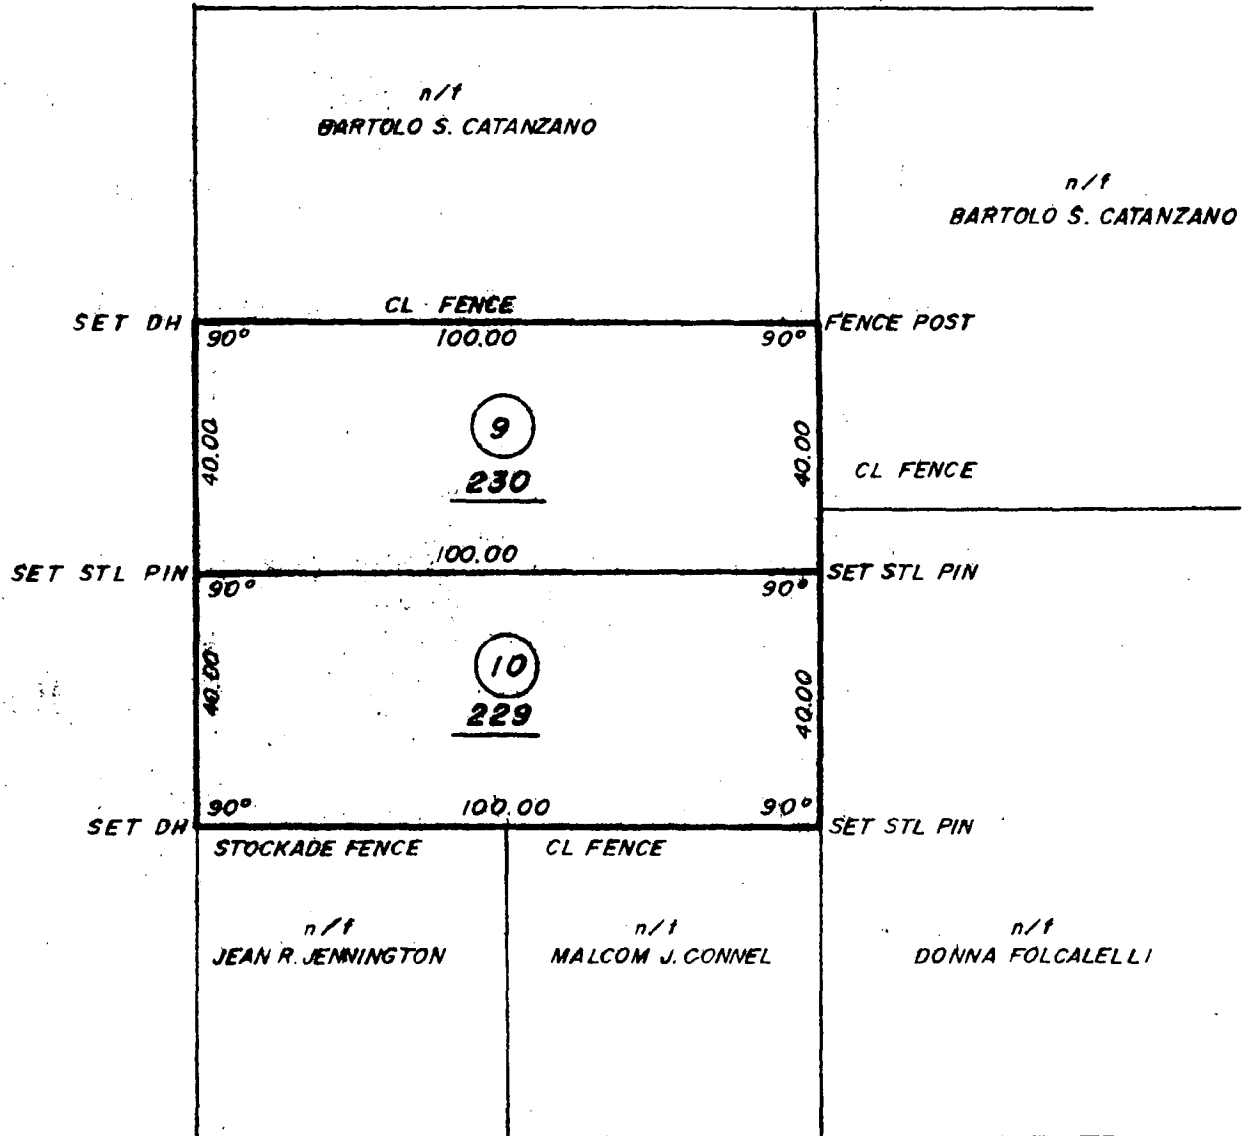 n/f
BARTOLO S. CATANZANO
n/f
BARTOLO S. CATANZANO
CL FENCE
SET DH
FENCE POST
90°
100.00
90°
40.00
9
40.00
230
CL FENCE
100.00
SET STL PIN
SET STL PIN
90°
90°
40.00
10
40.00
229
90°
100.00
90°
SET DH
SET STL PIN
STOCKADE FENCE
CL FENCE
n/f
JEAN R. JENNINGTON
n/f
MALCOM J. CONNEL
n/f
DONNA FOLCALELLI